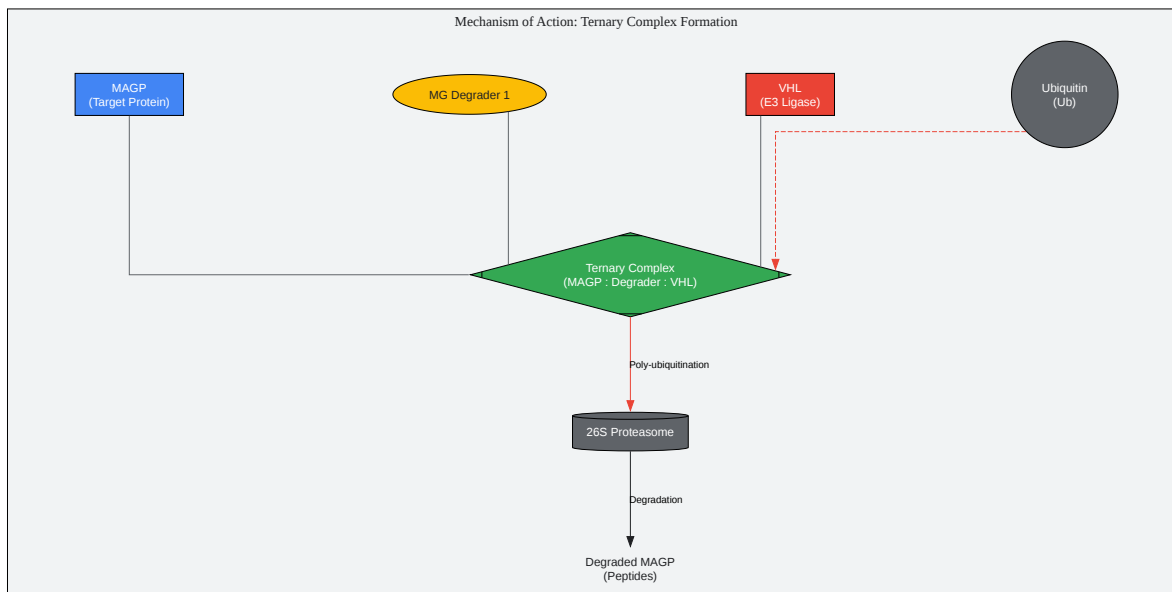 Mechanism of Action: Ternary Complex Formation
MAGP
(Target Protein)
MG Degrader 1
VHL
(E3 Ligase)
Ubiquitin
(Ub)
Ternary Complex
(MAGP : Degrader : VHL)
Poly-ubiquitination
26S Proteasome
Degradation
Degraded MAGP
(Peptides)